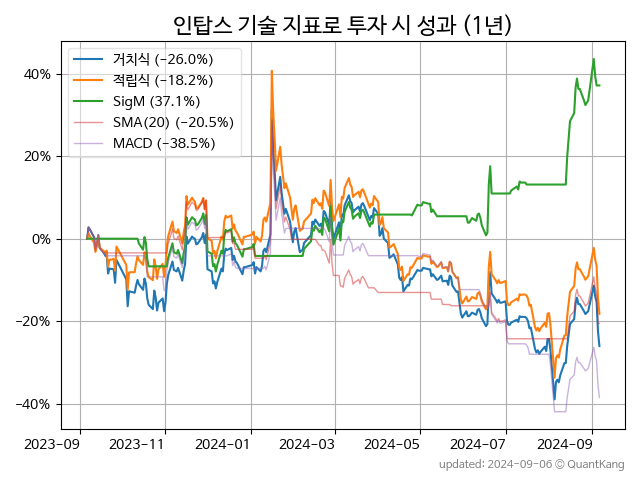 인탑스 기술 지표로 투자 시 성과 (1년)
거치식 (−26.0%)
적립식 (−18.2%)
SigM (37.1%)
SMA(20) (−20.5%)
MACD (−38.5%)
40%
20%
0%
−20%
−40%
2023−09 2023−11 2024−01 2024−03 2024−05 2024−07 2024−09
updated: 2024−09−06 © QuantKang